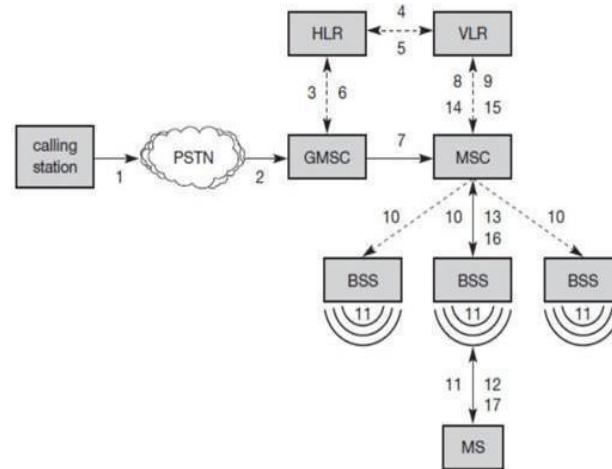 4
HLR VLR
5
3 6
8 9
14 15
calling
station
PSTN
GMSC
7
MSC
1
2
10 10 13 10
16
BSS BSS BSS
11 11 11
11 12
17
MS